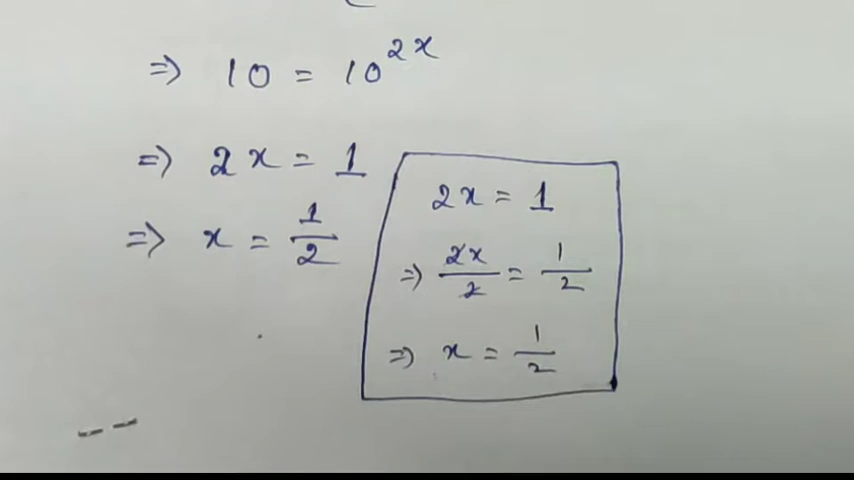 ⇒ 10 = 10^{2x}
⇒ 2x = 1
⇒ x = 1/2
2x = 1
⇒ 2x/2 = 1/2
⇒ x = 1/2